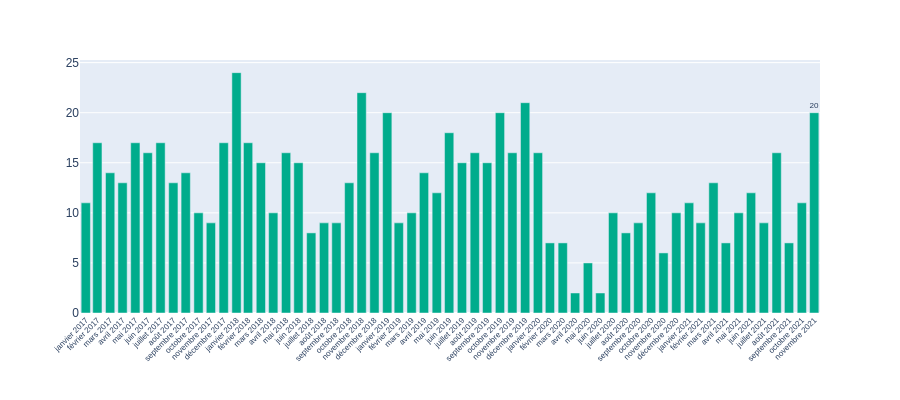 25
20
15
10
5
0
20
janvier 2017
février 2017
mars 2017
avril 2017
mai 2017
juin 2017
juillet 2017
août 2017
septembre 2017
octobre 2017
novembre 2017
décembre 2017
janvier 2018
février 2018
mars 2018
avril 2018
mai 2018
juin 2018
juillet 2018
août 2018
septembre 2018
octobre 2018
novembre 2018
décembre 2018
janvier 2019
février 2019
mars 2019
avril 2019
mai 2019
juin 2019
juillet 2019
août 2019
septembre 2019
octobre 2019
novembre 2019
décembre 2019
janvier 2020
février 2020
mars 2020
avril 2020
mai 2020
juin 2020
juillet 2020
août 2020
septembre 2020
octobre 2020
novembre 2020
décembre 2020
janvier 2021
février 2021
mars 2021
avril 2021
mai 2021
juin 2021
juillet 2021
août 2021
septembre 2021
octobre 2021
novembre 2021